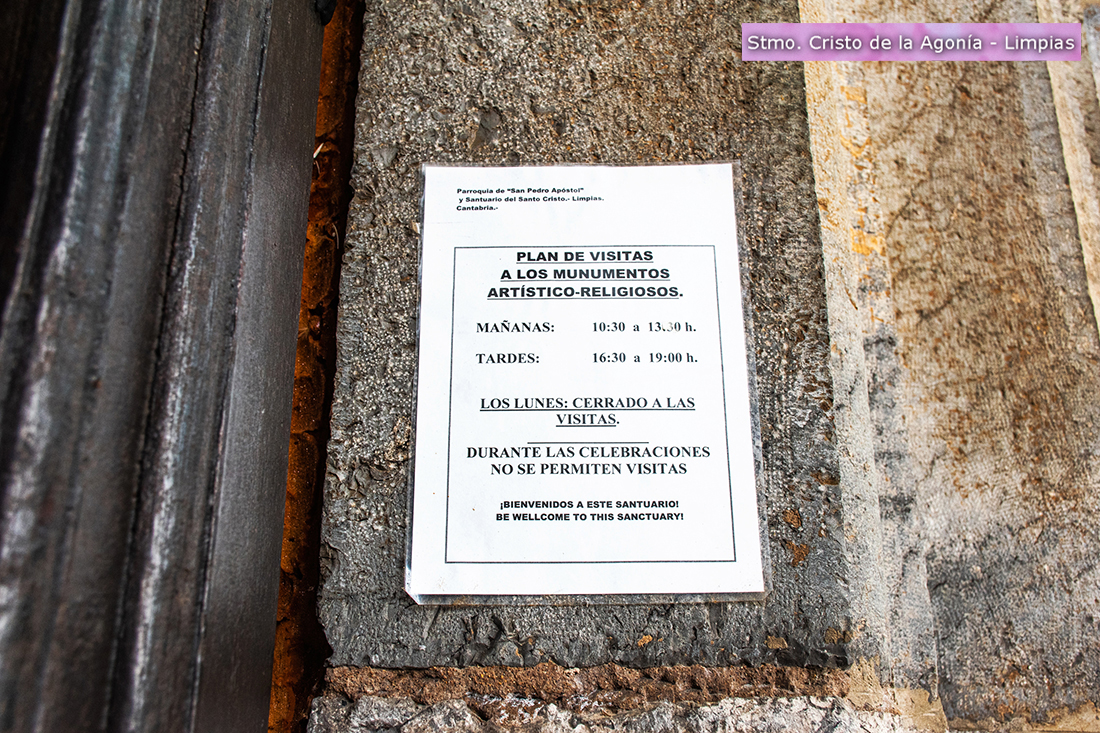 Stmo. Cristo de la Agonía - Limpias
Parroquia de "San Pedro Apóstol"
y Santuario del Santo Cristo.- Limpias.
Cantabria.-
PLAN DE VISITAS
A LOS MUNUMENTOS
ARTÍSTICO-RELIGIOSOS.
MAÑANAS: 10:30 a 13.30 h.
TARDES: 16:30 a 19:00 h.
LOS LUNES: CERRADO A LAS
VISITAS.
DURANTE LAS CELEBRACIONES
NO SE PERMITEN VISITAS
¡BIENVENIDOS A ESTE SANTUARIO!
BE WELLCOME TO THIS SANCTUARY!